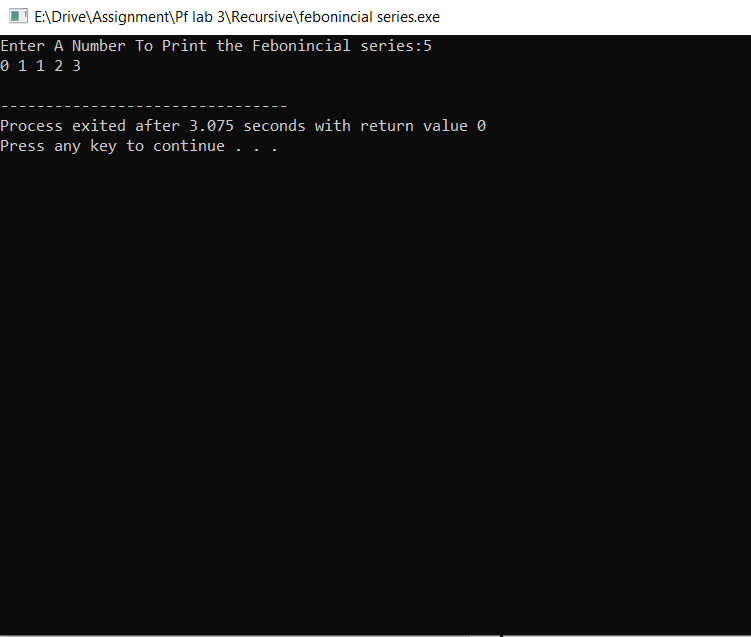 E:\Drive\Assignment\Pf lab 3\Recursive\febonincial series.exe
Enter A Number To Print the Febonincial series:5
0 1 1 2 3
--------------------------------
Process exited after 3.075 seconds with return value 0
Press any key to continue . . .